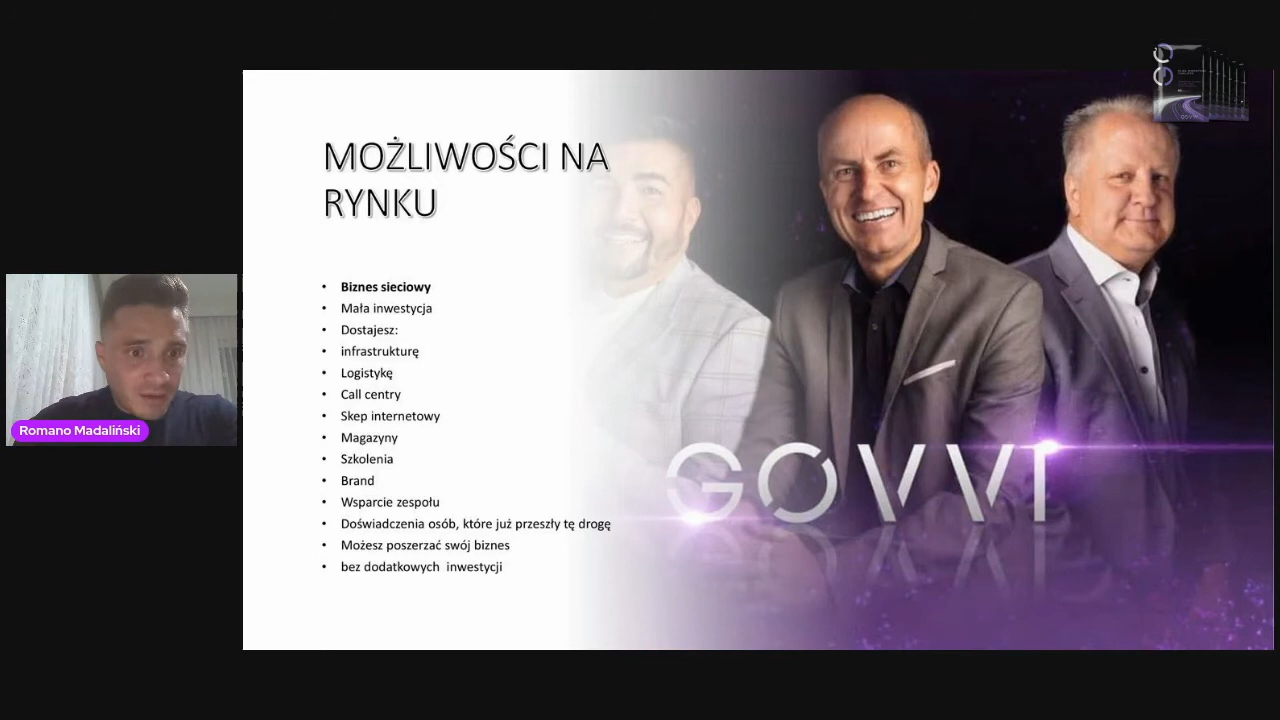 MOŻLIWOŚCI NA
RYNKU
• Biznes sieciowy
• Mała inwestycja
• Dostajesz:
• infrastrukturę
• Logistykę
• Call centry
• Skep internetowy
• Magazyny
• Szkolenia
• Brand
• Wsparcie zespołu
• Doświadczenia osób, które już przeszły tę drogę
• Możesz poszerzać swój biznes
• bez dodatkowych inwestycji
GOVVI
Romano Madaliński